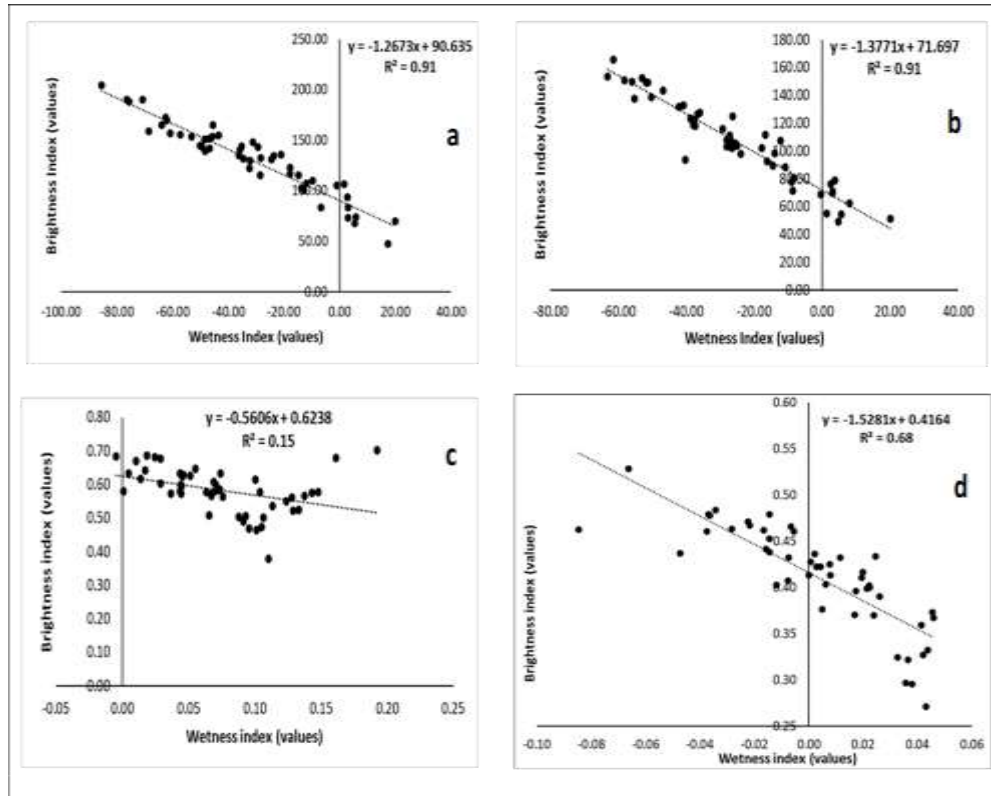 250.00
y = -1.2673x + 90.635
R² = 0.91
200.00
150.00
100.00
50.00
0.00
a
Brightness Index (values)
-100.00 -80.00 -60.00 -40.00 -20.00 0.00 20.00 40.00
Wetness Index (values)
180.00
y = -1.3771x + 71.697
R² = 0.91
160.00
140.00
120.00
100.00
80.00
60.00
40.00
20.00
0.00
b
Brightness Index (values)
-80.00 -60.00 -40.00 -20.00 0.00 20.00 40.00
Wetness Index (values)
0.80
y = -0.5606x + 0.6238
R² = 0.15
0.70
0.60
0.50
0.40
0.30
0.20
0.10
0.00
c
Brightness index (values)
-0.05 0.00 0.05 0.10 0.15 0.20 0.25
Wetness index (values)
0.60
y = -1.5281x + 0.4164
R² = 0.68
0.55
0.50
0.45
0.40
0.35
0.30
0.25
d
Brightness index (values)
-0.10 -0.08 -0.06 -0.04 -0.02 0.00 0.02 0.04 0.06
Wetness index (values)